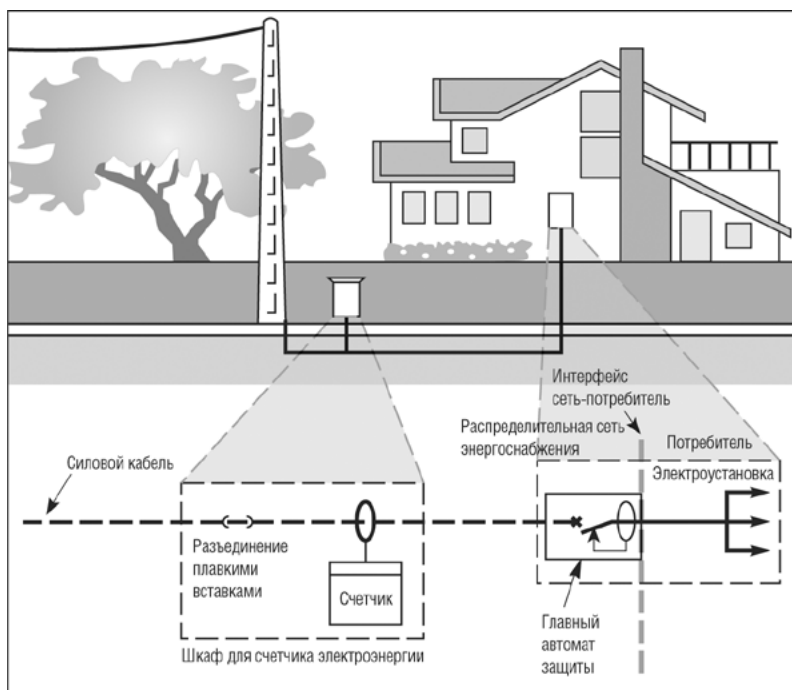 Интерфейс
сеть-потребитель
Распределительная сеть
энергоснабжения
Потребитель
Силовой кабель
Электроустановка
Разъединение
плавкими
вставками
Счетчик
Главный
автомат
защиты
Шкаф для счетчика электроэнергии